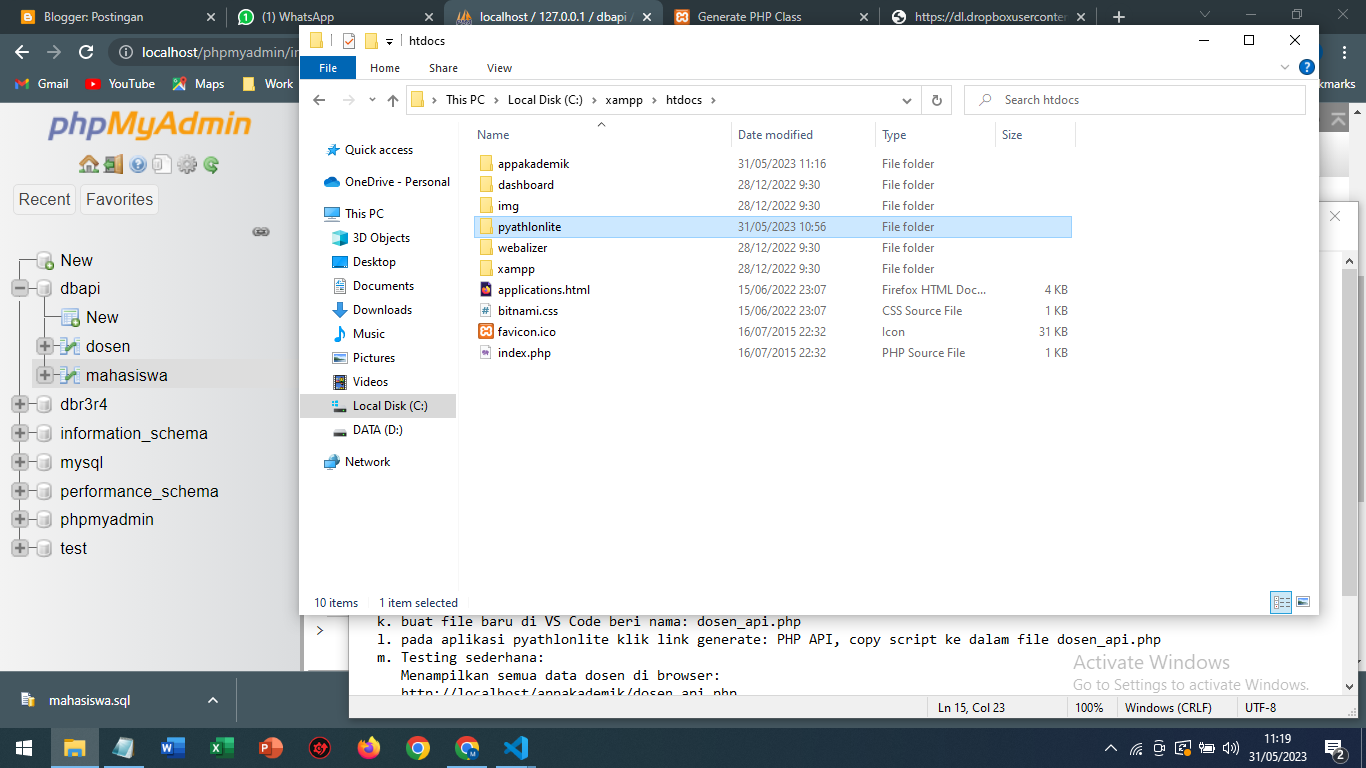 Blogger: Postingan
(1) WhatsApp
localhost / 127.0.0.1 / dbapi /
Generate PHP Class
https://dl.dropboxuserconter
htdocs
localhost/phpmyadmin/in
File
Home
Share
View
Gmail
YouTube
Maps
Work
kmarks
This PC > Local Disk (C:) > xampp > htdocs >
Search htdocs
phpMyAdmin
Recent
Favorites
New
dbapi
New
dosen
mahasiswa
dbr3r4
information_schema
mysql
performance_schema
phpmyadmin
test
Quick access
OneDrive - Personal
This PC
3D Objects
Desktop
Documents
Downloads
Music
Pictures
Videos
Local Disk (C:)
DATA (D:)
Network
Name Date modified Type Size
appakademik 31/05/2023 11:16 File folder
dashboard 28/12/2022 9:30 File folder
img 28/12/2022 9:30 File folder
pyathlonlite 31/05/2023 10:56 File folder
webalizer 28/12/2022 9:30 File folder
xampp 28/12/2022 9:30 File folder
applications.html 15/06/2022 23:07 Firefox HTML Doc... 4 KB
bitnami.css 15/06/2022 23:07 CSS Source File 1 KB
favicon.ico 16/07/2015 22:32 Icon 31 KB
index.php 16/07/2015 22:32 PHP Source File 1 KB
10 items 1 item selected
k. buat file baru di VS Code beri nama: dosen_api.php
l. pada aplikasi pyathlonlite klik link generate: PHP API, copy script ke dalam file dosen_api.php
m. Testing sederhana:
Menampilkan semua data dosen di browser:
http://localhost/appakademik/dosen_api.php
Activate Windows
Go to Settings to activate Windows.
Ln 15, Col 23 100% Windows (CRLF) UTF-8
mahasiswa.sql
11:19
31/05/2023
2